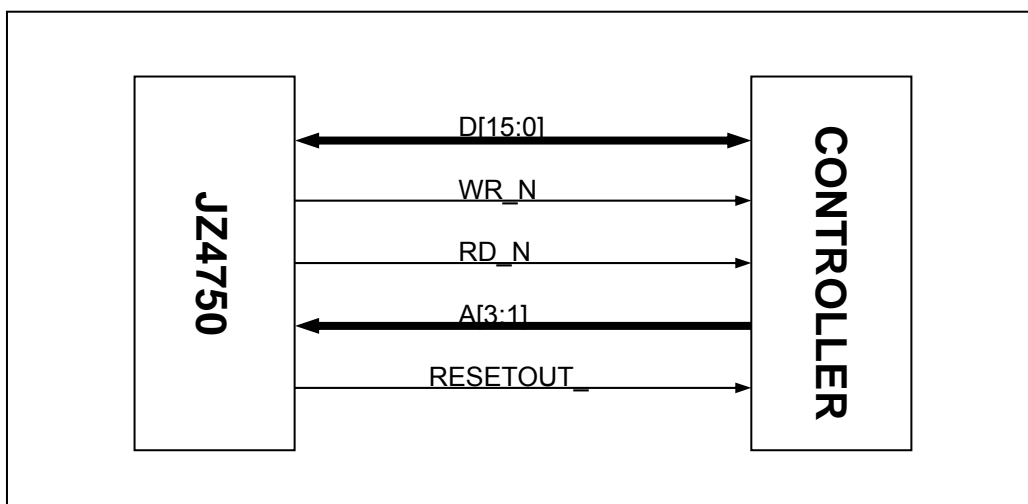 JZ4750
D[15:0]
WR_N
RD_N
A[3:1]
RESETOUT_
CONTROLLER